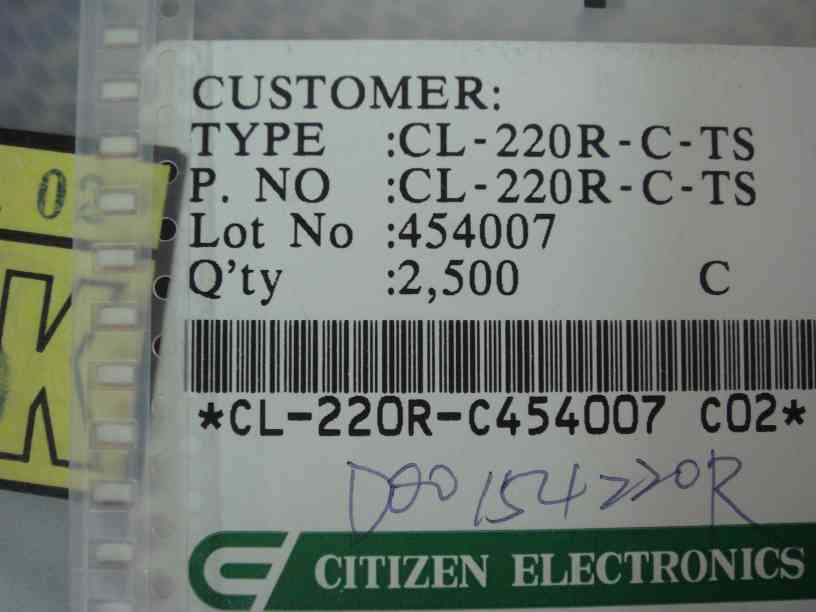 CUSTOMER:
TYPE :CL-220R-C-TS
P. NO :CL-220R-C-TS
Lot No :454007
Q'ty :2,500 C
*CL-220R-C454007 C02*
D00154220R
CITIZEN ELECTRONICS
02
K